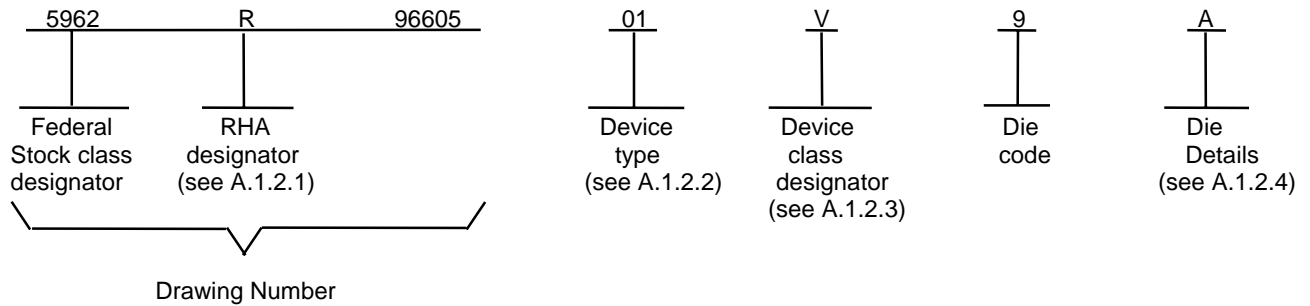 5962 R 96605 01 V 9 A
Federal Stock class designator
RHA designator (see A.1.2.1)
Device type (see A.1.2.2)
Device class designator (see A.1.2.3)
Die code
Die Details (see A.1.2.4)
Drawing Number